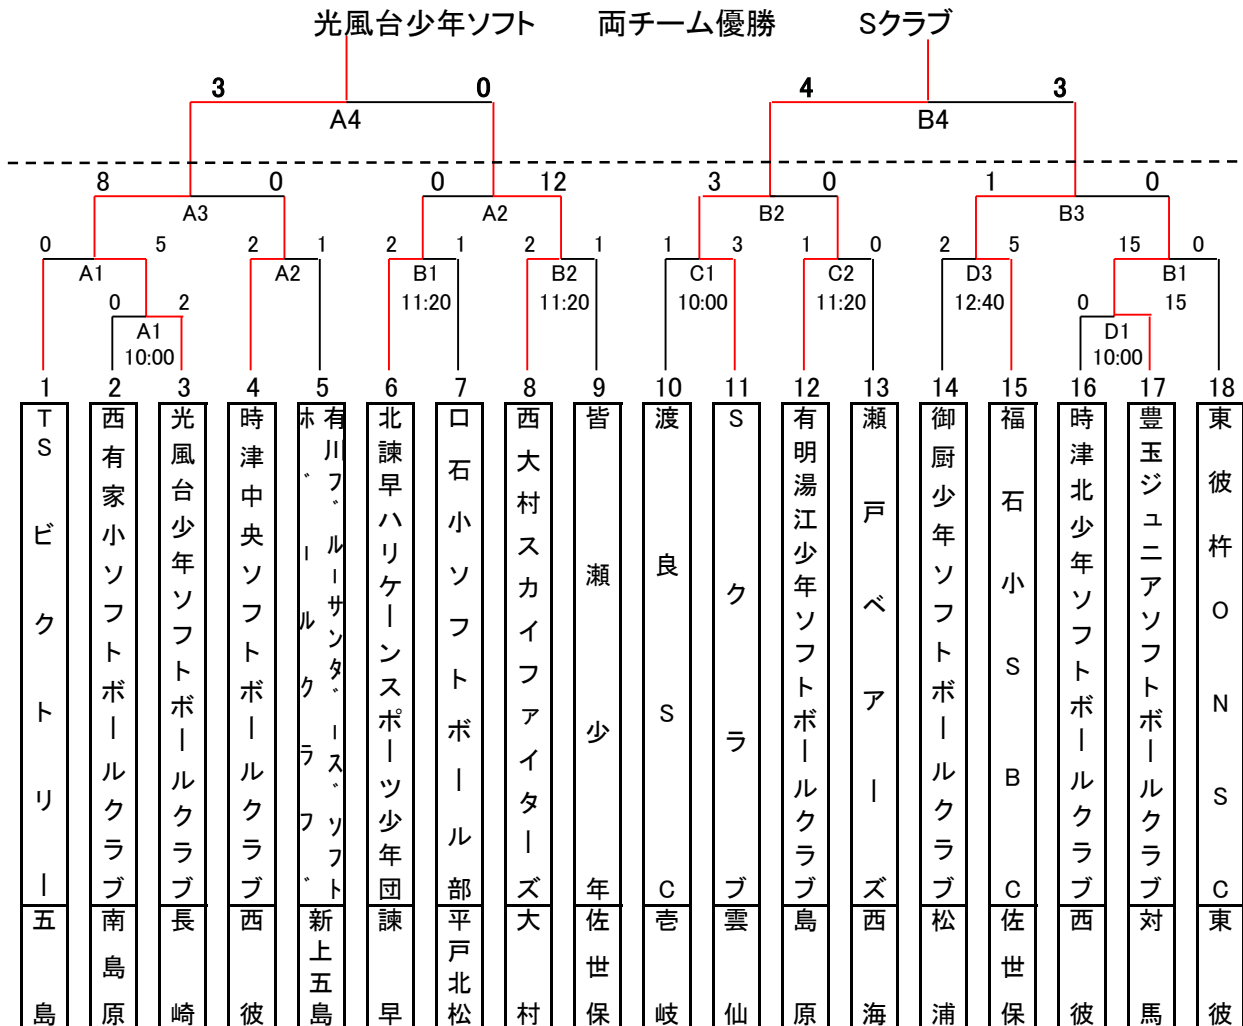 光風台少年ソフト 両チーム優勝 Sクラブ
3 0 4 3
A4 B4
8 0 0 12 3 0 1 0
A3 A2 B2 B3
0 5 2 1 2 1 2 1 1 3 1 0 2 5 15 0
A1 A2 B1 B2 C1 C2 D3 B1
11:20 11:20 10:00 11:20 12:40
0 2 0 15
A1 D1
10:00 10:00
1 2 3 4 5 6 7 8 9 10 11 12 13 14 15 16 17 18
TSビクトリー
西有家小ソフトボールクラブ
光風台少年ソフトボールクラブ
時津中央ソフトボールクラブ
有川ブルーサンダーズソフト
ホボールクラブ
北諫早ハリケーンスポーツ少年団
口石小ソフトボール部
西大村スカイファイターズ
皆瀬少年
渡良SC
Sクラブ
有明湯江少年ソフトボールクラブ
瀬戸ベアーズ
御厨少年ソフトボールクラブ
福石小SBC
時津北少年ソフトボールクラブ
豊玉ジュニアソフトボールクラブ
東彼杵ONSC
五島
南島原
長崎
西彼
新上五島
諫早
平戸北松
大村
佐世保
壱岐
雲仙
島原
西海
松浦
佐世保
西彼
対馬
東彼